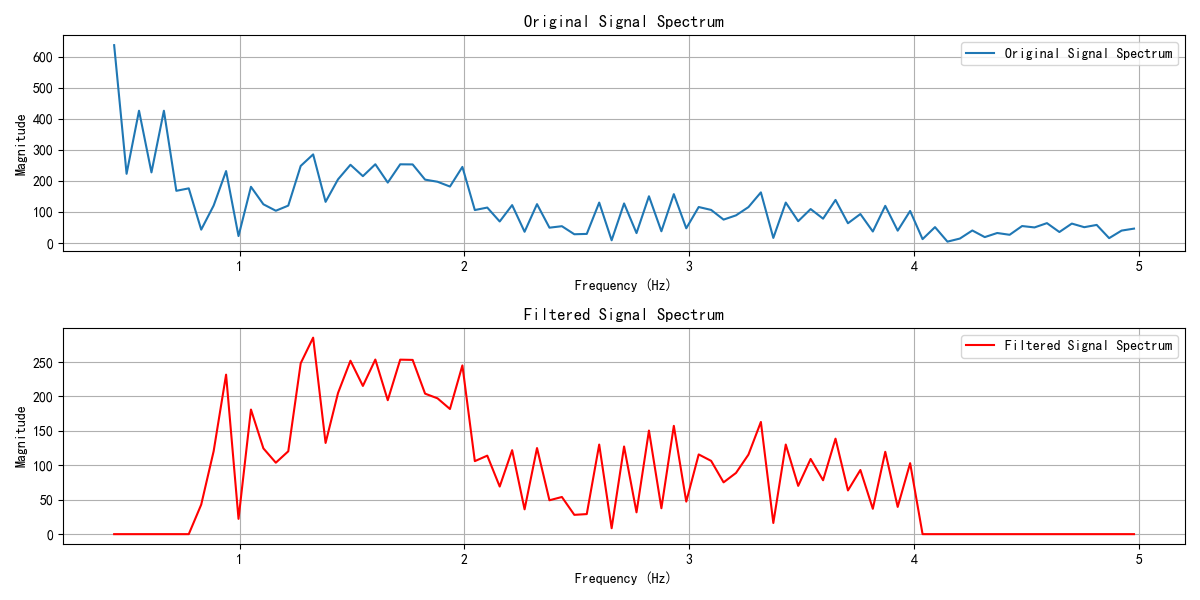 Original Signal Spectrum
Original Signal Spectrum
Magnitude
600
500
400
300
200
100
0
1
2
3
4
5
Frequency (Hz)
Filtered Signal Spectrum
Filtered Signal Spectrum
Magnitude
250
200
150
100
50
0
1
2
3
4
5
Frequency (Hz)